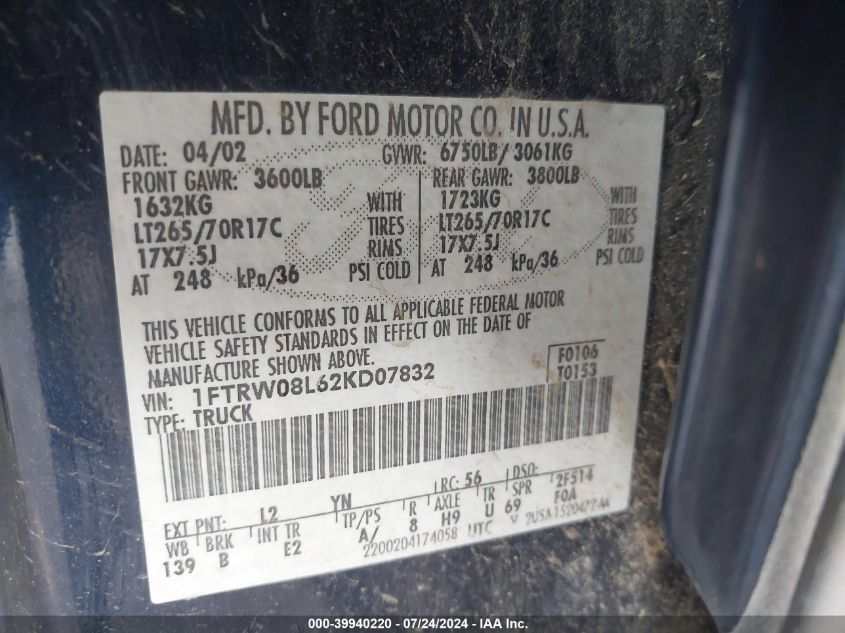 MFD. BY FORD MOTOR CO. IN U.S.A.
DATE: 04/02 GVWR: 6750LB/ 3061KG
FRONT GAWR: 3600LB REAR GAWR: 3800LB
1632KG WITH 1723KG WITH
LT265/70R17C TIRES LT265/70R17C TIRES
17X7.5J RIMS 17X7.5J RIMS
AT 248 kPa/36 PSI COLD AT 248 kPa/36 PSI COLD
THIS VEHICLE CONFORMS TO ALL APPLICABLE FEDERAL MOTOR
VEHICLE SAFETY STANDARDS IN EFFECT ON THE DATE OF
MANUFACTURE SHOWN ABOVE.
VIN: 1FTRW08L62KD07832 F0106
TYPE: TRUCK T0153
EXT PNT: L2 YN LRC: 56 DSO: 2F514
WB BRK INT TR TP/PS R AXLE TR SPR F0A
139 B E2 A/ 8 H9 U 69
2200204174058 UTC
000-39940220 - 07/24/2024 - IAA Inc.